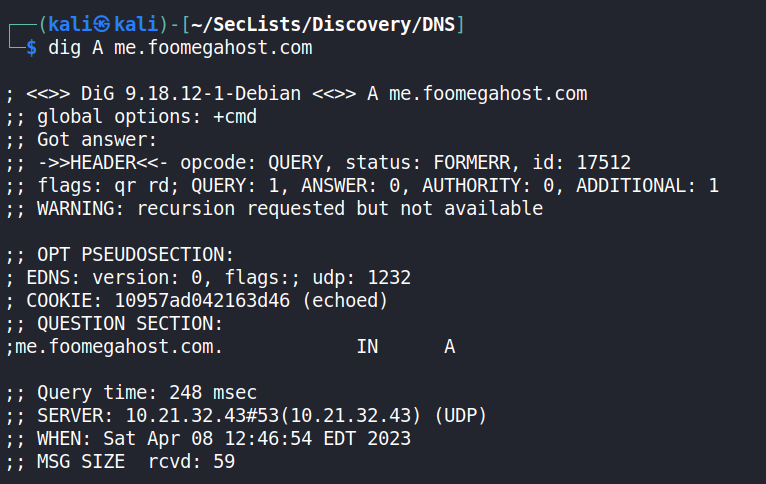 ┌──(kali㉿kali)-[~/SecLists/Discovery/DNS]
└─$ dig A me.foomegahost.com

; <<>> DiG 9.18.12-1-Debian <<>> A me.foomegahost.com
;; global options: +cmd
;; Got answer:
;; ->>HEADER<<- opcode: QUERY, status: FORMERR, id: 17512
;; flags: qr rd; QUERY: 1, ANSWER: 0, AUTHORITY: 0, ADDITIONAL: 1
;; WARNING: recursion requested but not available

;; OPT PSEUDOSECTION:
; EDNS: version: 0, flags:; udp: 1232
; COOKIE: 10957ad042163d46 (echoed)
;; QUESTION SECTION:
;me.foomegahost.com.            IN      A

;; Query time: 248 msec
;; SERVER: 10.21.32.43#53(10.21.32.43) (UDP)
;; WHEN: Sat Apr 08 12:46:54 EDT 2023
;; MSG SIZE  rcvd: 59